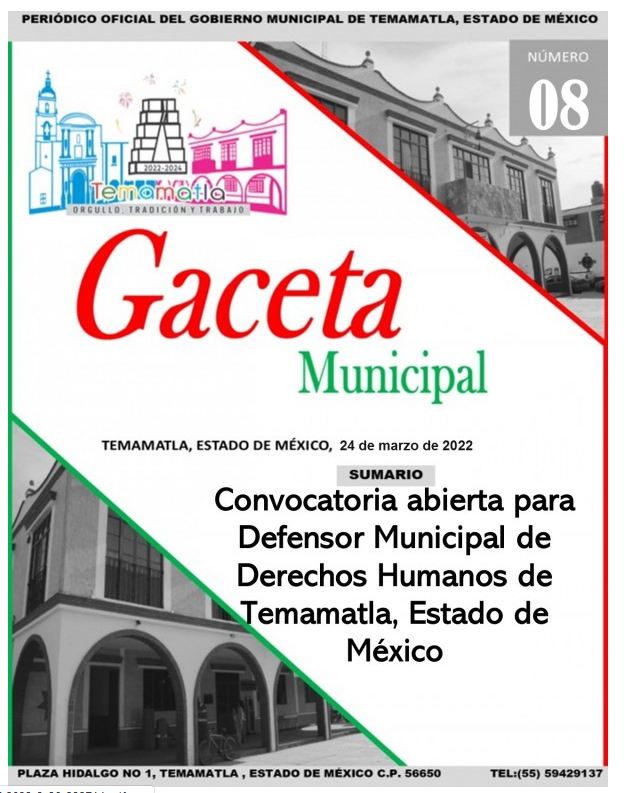 PERIÓDICO OFICIAL DEL GOBIERNO MUNICIPAL DE TEMAMATLA, ESTADO DE MÉXICO
NÚMERO
08
2022-2024
Temamatla
ORGULLO, TRADICIÓN Y TRABAJO
Gaceta
Municipal
TEMAMATLA, ESTADO DE MÉXICO, 24 de marzo de 2022
SUMARIO
Convocatoria abierta para
Defensor Municipal de
Derechos Humanos de
Temamatla, Estado de
México
PLAZA HIDALGO NO 1, TEMAMATLA , ESTADO DE MÉXICO C.P. 56650 TEL:(55) 59429137